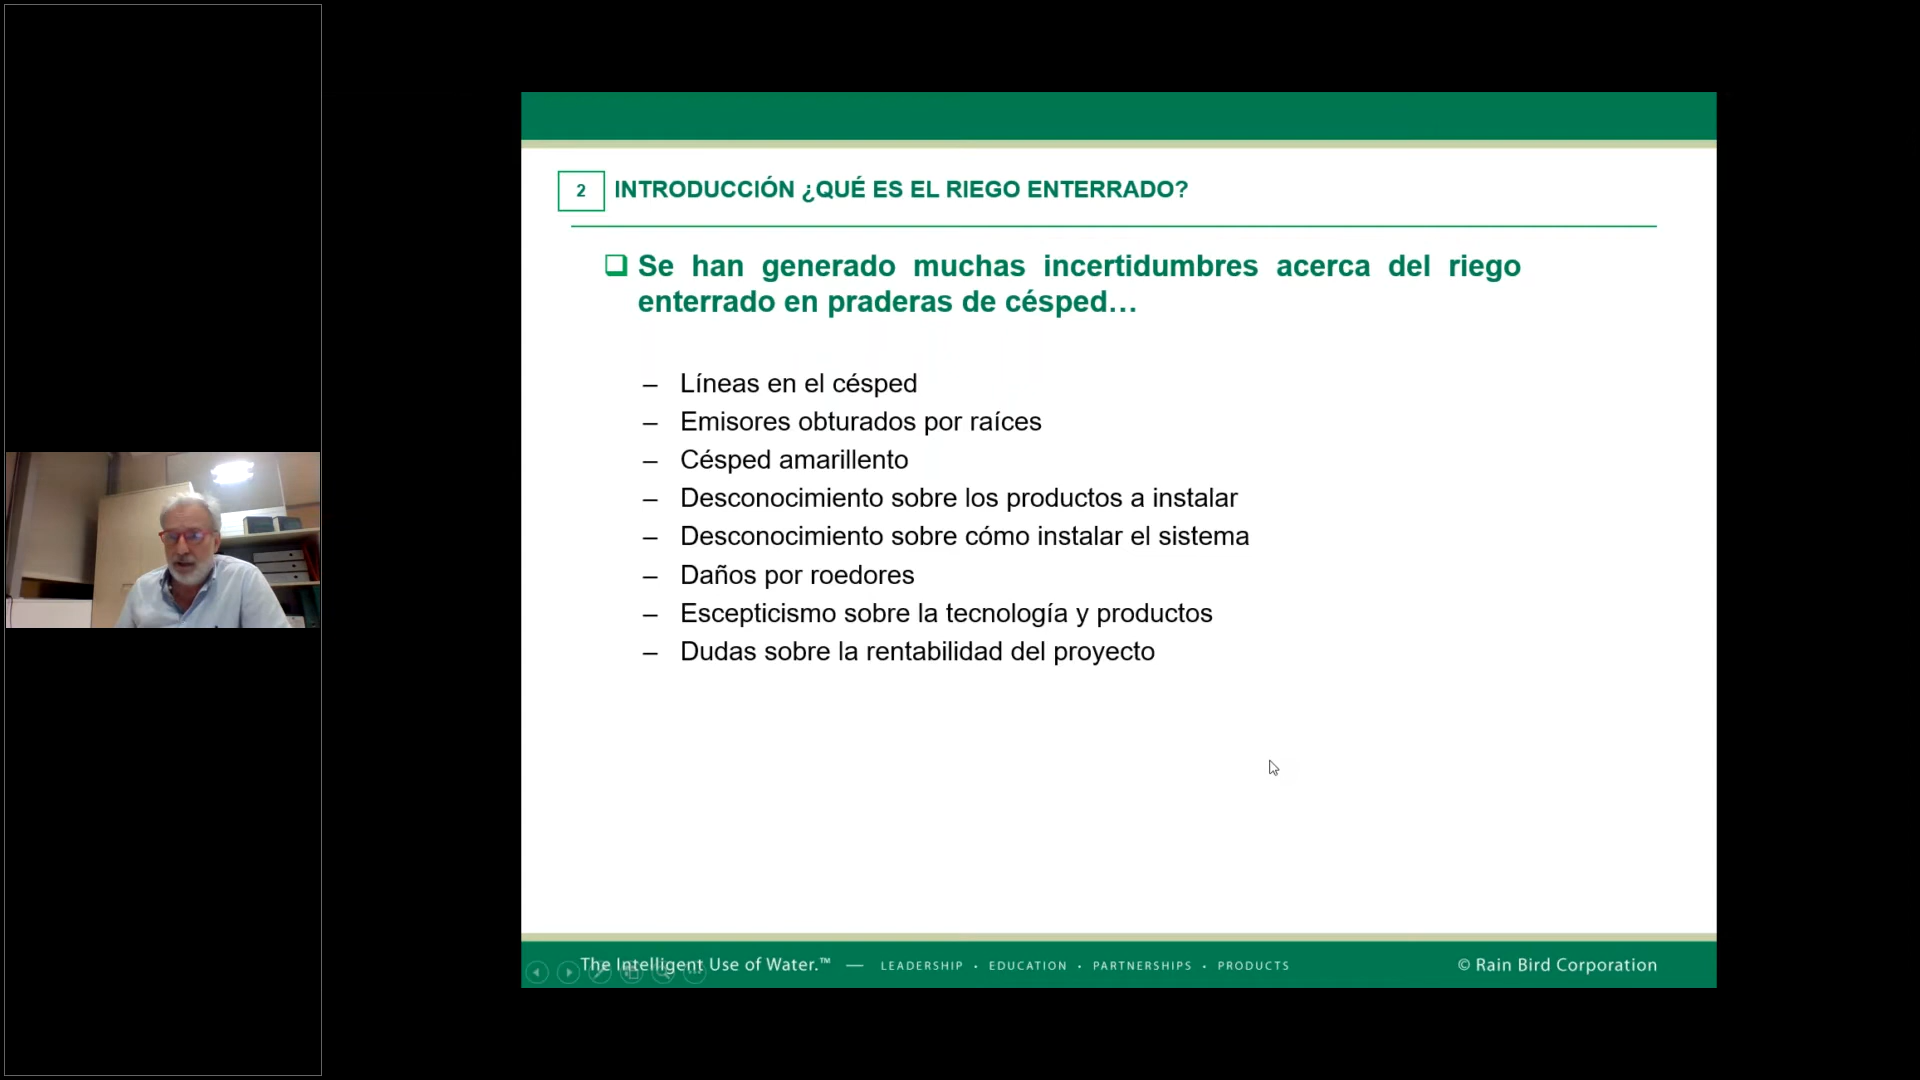 2
INTRODUCCIÓN ¿QUÉ ES EL RIEGO ENTERRADO?
❑ Se han generado muchas incertidumbres acerca del riego
enterrado en praderas de césped…
– Líneas en el césped
– Emisores obturados por raíces
– Césped amarillento
– Desconocimiento sobre los productos a instalar
– Desconocimiento sobre cómo instalar el sistema
– Daños por roedores
– Escepticismo sobre la tecnología y productos
– Dudas sobre la rentabilidad del proyecto
The Intelligent Use of Water.™ — LEADERSHIP • EDUCATION • PARTNERSHIPS • PRODUCTS
© Rain Bird Corporation